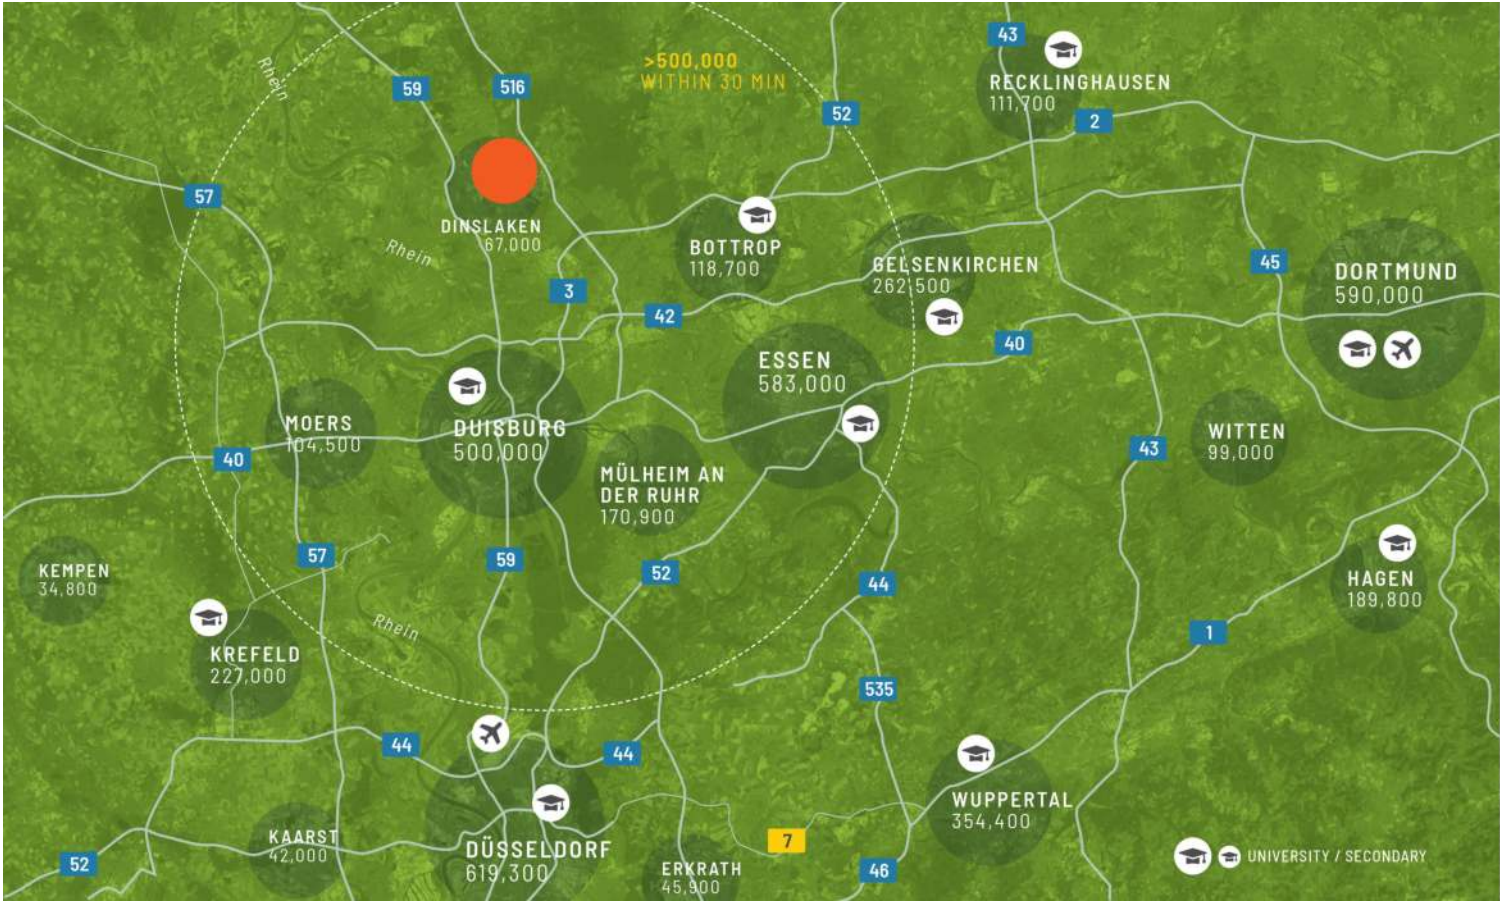 43
RECKLINGHAUSEN
111,700
>500,000
WITHIN 30 MIN
Rhein
59
516
52
2
57
DINSLAKEN
67,000
Rhein
BOTTROP
118,700
GELSENKIRCHEN
262,500
45
DORTMUND
590,000
3
42
40
ESSEN
583,000
MOERS
104,500
DUISBURG
500,000
40
MÜLHEIM AN
DER RUHR
170,900
43
WITTEN
99,000
KEMPEN
34,800
57
59
52
44
HAGEN
189,800
Rhein
1
KREFELD
227,000
535
44
44
WUPPERTAL
354,400
KAARST
42,000
52
DÜSSELDORF
619,300
7
ERKRATH
45,900
46
UNIVERSITY / SECONDARY